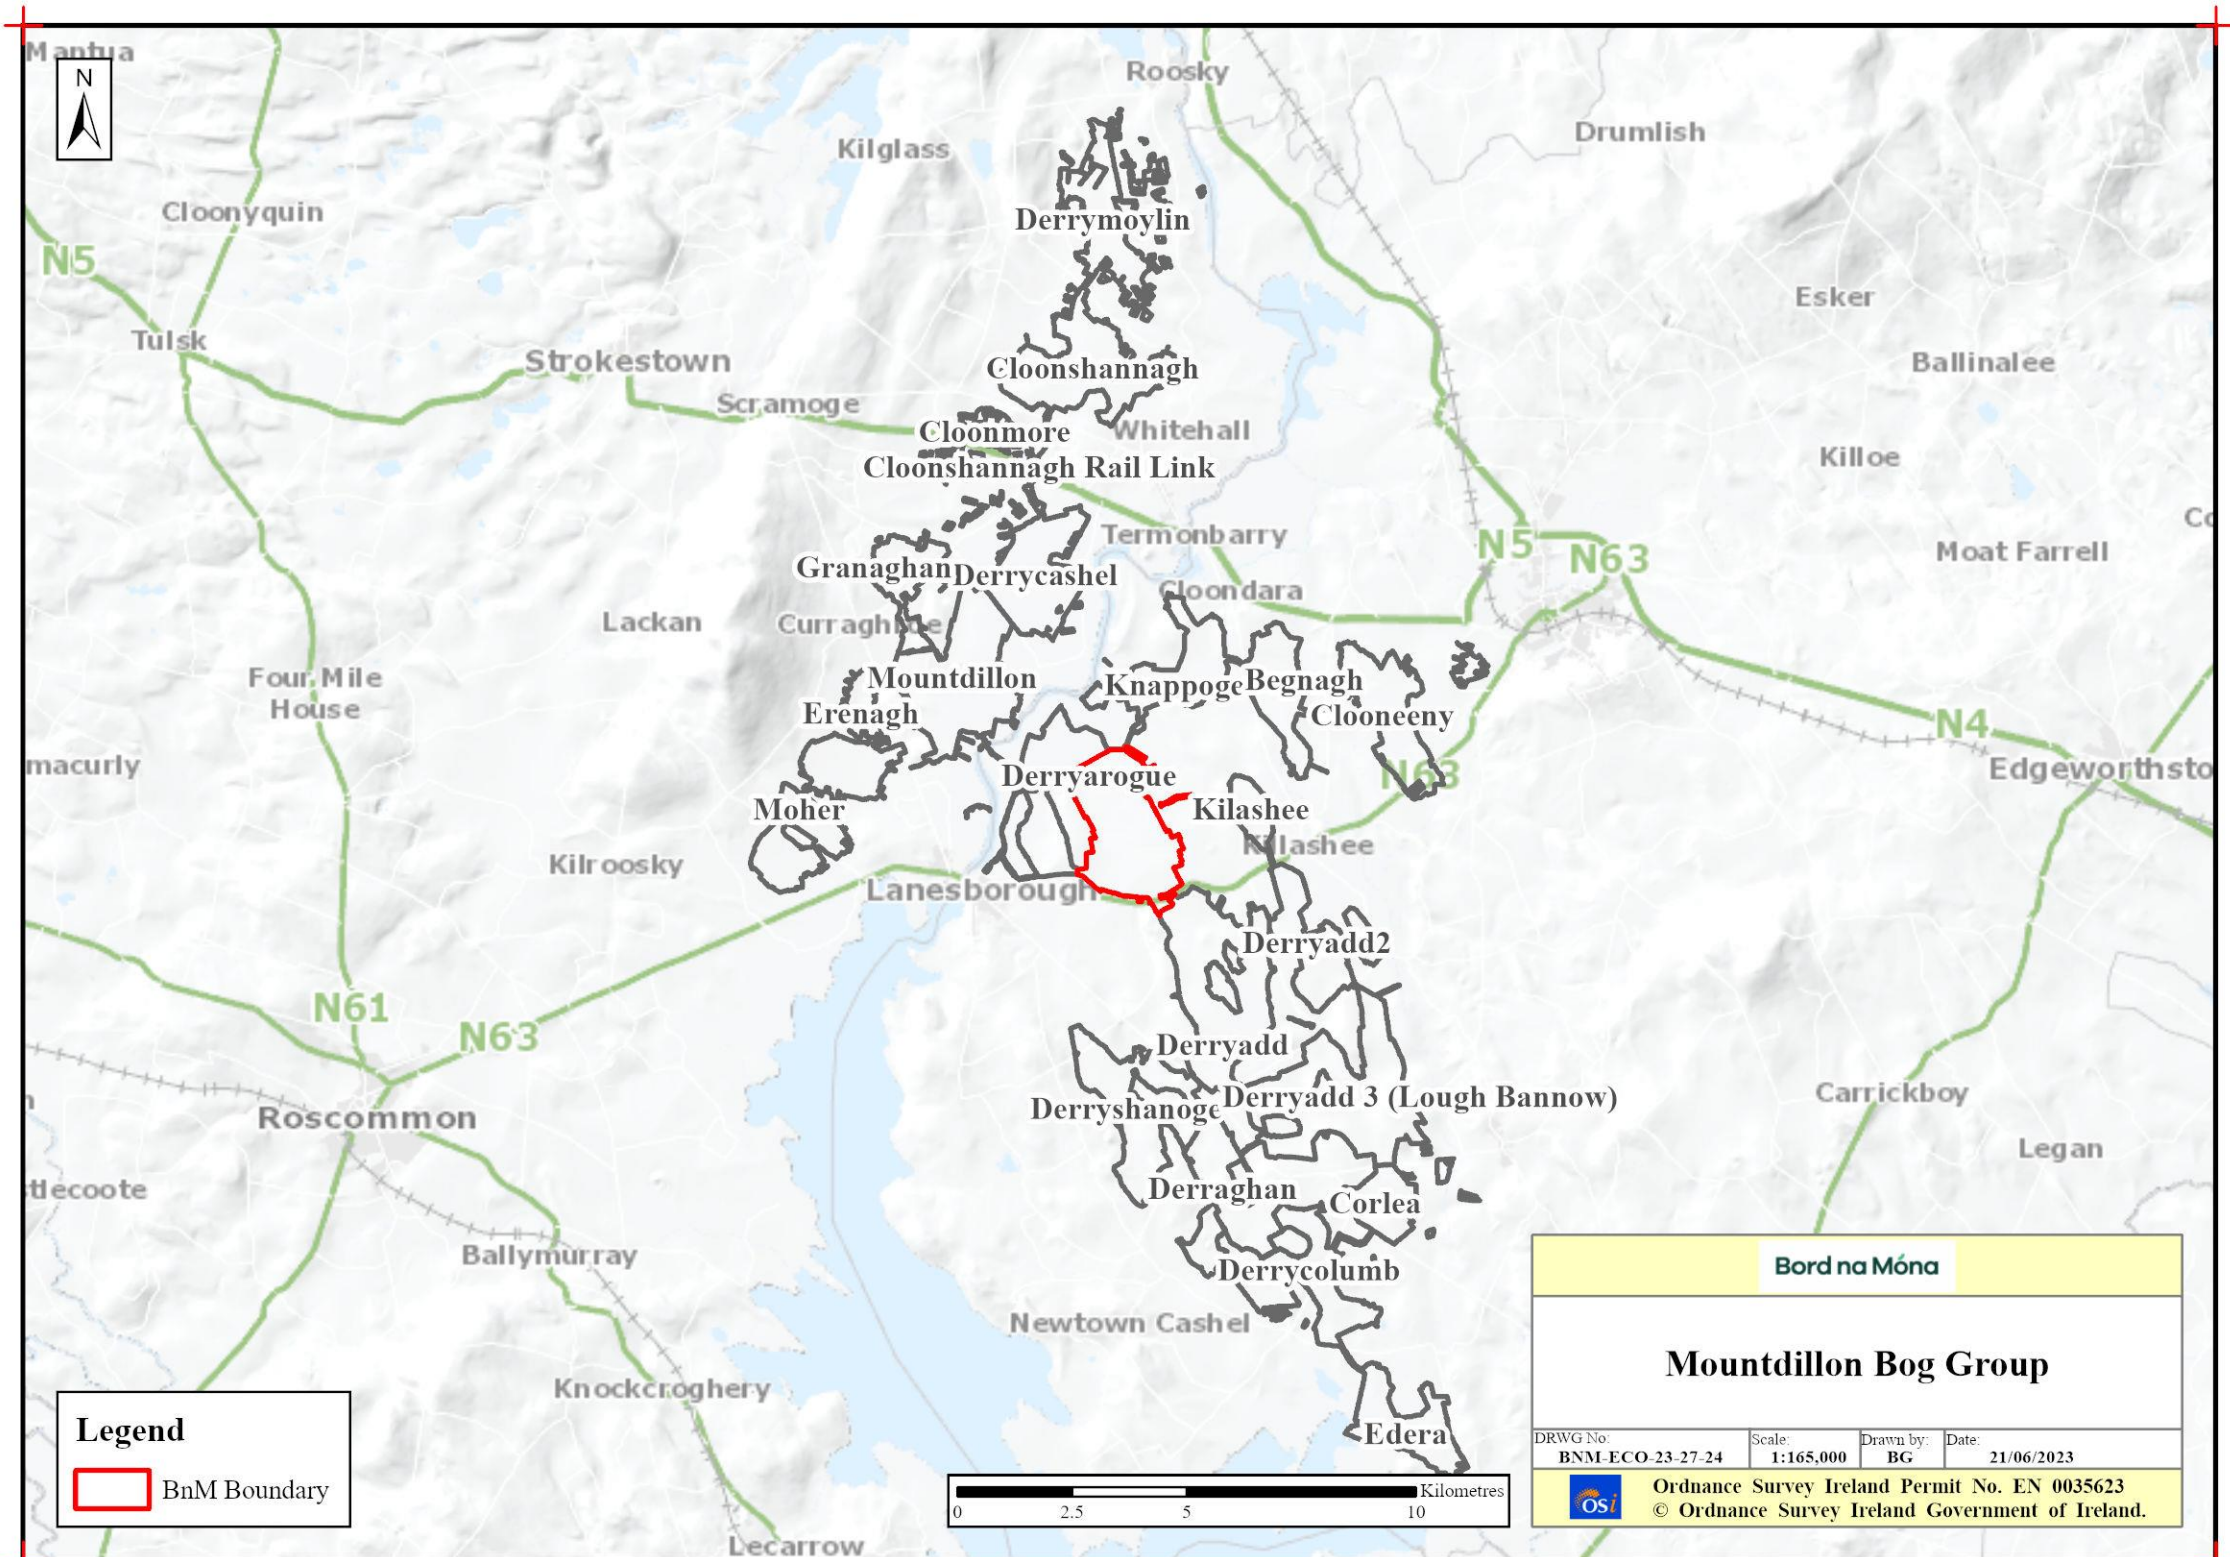 Mantua
N
Roosky
Drumlish
Kilglass
Cloonyquin
Derrymoylin
N5
Esker
Tulsk
Strokestown
Ballinalee
Cloonshannagh
Scramoge
Cloonmore
Whitehall
Killoe
Cloonshannagh Rail Link
Termonbarry
N5
N63
Moat Farrell
Granaghan
Derrycashel
Cloondara
Lackan
Four Mile
House
Mountdillon
Knappoge
Begnagh
Erenagh
Clooneeny
N4
macurly
Derryarogue
N63
Edgeworthsto
Moher
Kilashee
Killashee
Kilroosky
Lanesborough
Derryadd2
N61
N63
Derryadd
Roscommon
Derryshanoge
Derryadd 3 (Lough Bannow)
Carrickboy
Legan
tlecoote
Derraghan
Corlea
Ballymurray
Derrycolumb
Newtown Cashel
Knockcroghery
Edera
Lecarrow
Legend
BnM Boundary
Kilometres
0 2.5 5 10
Bord na Móna
Mountdillon Bog Group
DRWG No: Scale: Drawn by: Date:
BNM-ECO-23-27-24 1:165,000 BG 21/06/2023
OSi
Ordnance Survey Ireland Permit No. EN 0035623
© Ordnance Survey Ireland Government of Ireland.